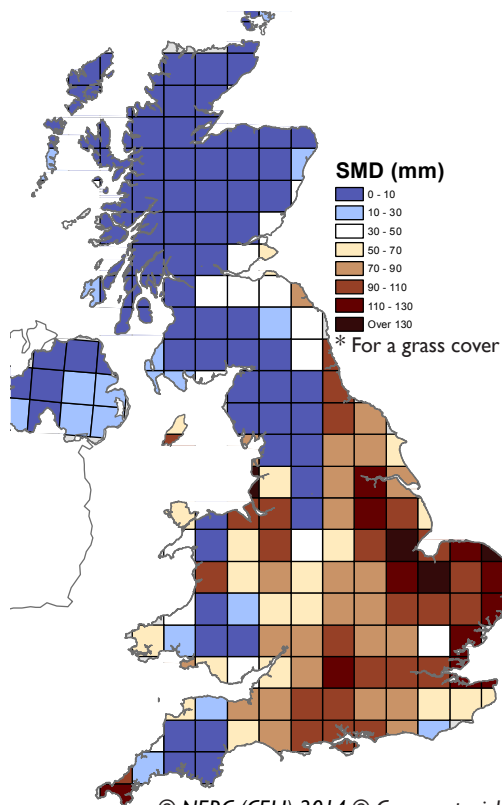 SMD (mm)
0 - 10
10 - 30
30 - 50
50 - 70
70 - 90
90 - 110
110 - 130
Over 130
* For a grass cover
© NERC (CEH) 2014 ©